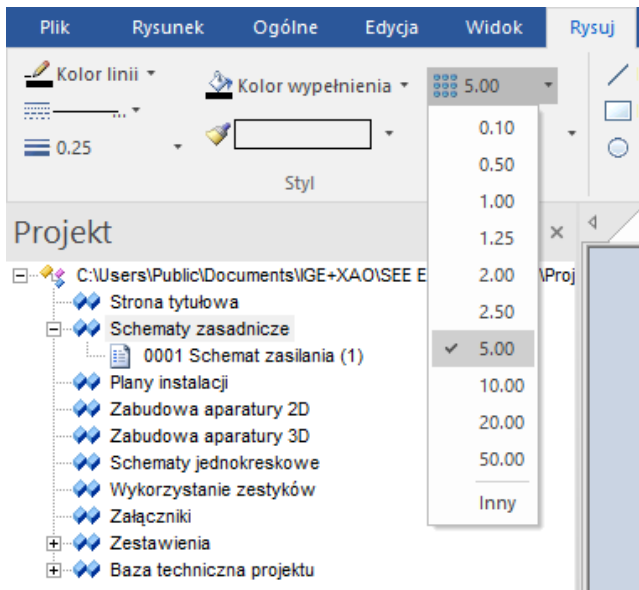 Plik Rysunek Ogólne Edycja Widok Rysuj
Kolor linii Kolor wypełnienia 5.00
...
0.25
Styl
0.10
0.50
1.00
1.25
2.00
2.50
5.00
10.00
20.00
50.00
Inny
Projekt
C:\Users\Public\Documents\IGE+XAO\SEE E \Proj
Strona tytułowa
Schematy zasadnicze
0001 Schemat zasilania (1)
Plany instalacji
Zabudowa aparatury 2D
Zabudowa aparatury 3D
Schematy jednokreskowe
Wykorzystanie zestyków
Załączniki
Zestawienia
Baza techniczna projektu